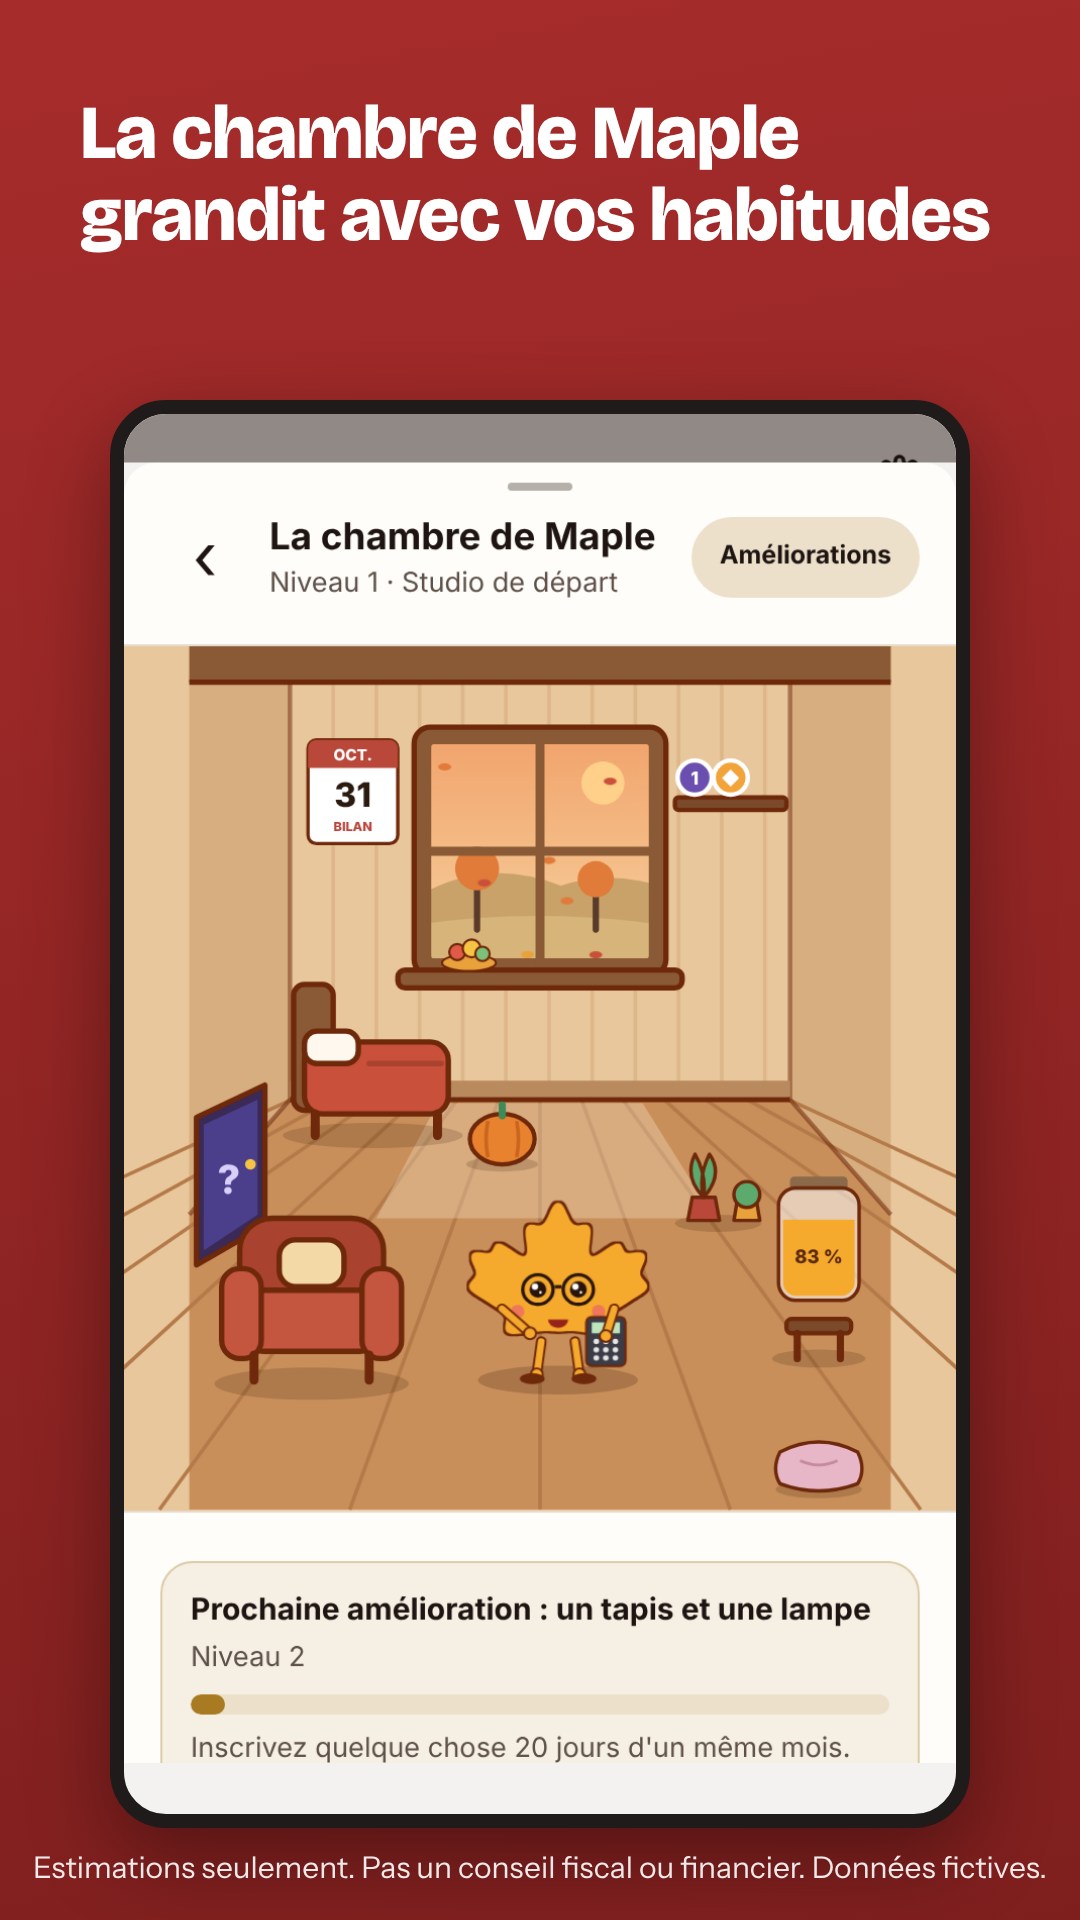 La chambre de Maple
grandit avec vos habitudes
La chambre de Maple
Niveau 1 · Studio de départ
Améliorations
OCT.
31
BILAN
1
?
83 %
Prochaine amélioration : un tapis et une lampe
Niveau 2
Inscrivez quelque chose 20 jours d'un même mois.
Estimations seulement. Pas un conseil fiscal ou financier. Données fictives.